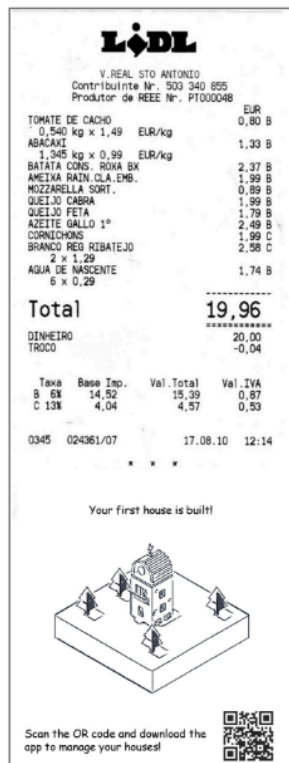 LiDL
V.REAL STO ANTONIO
Contribuinte Nr. 503 340 855
Produtor de REEE Nr. PT000048
EUR
TOMATE DE CACHO 0,80 B
0,540 kg x 1,49 EUR/kg
ABACAXI 1,33 B
1,345 kg x 0,99 EUR/kg
BATATA CONS. ROXA BX 2,37 B
AMEIXA RAIN.CLA.EMB. 1,99 B
MOZZARELLA SORT. 0,89 B
QUEIJO CABRA 1,99 B
QUEIJO FETA 1,79 B
AZEITE GALLO 1° 2,49 B
CORNICHONS 1,99 C
BRANCO REG RIBATEJO 2,58 C
2 x 1,29
AGUA DE NASCENTE 1,74 B
6 x 0,29
------------
Total 19,96
============
DINHEIRO 20,00
TROCO -0,04
Taxa Base Imp. Val.Total Val.IVA
B 6% 14,52 15,39 0,87
C 13% 4,04 4,57 0,53
0345 024361/07 17.08.10 12:14
* * *
Your first house is built!
Scan the QR code and download the
app to manage your houses!